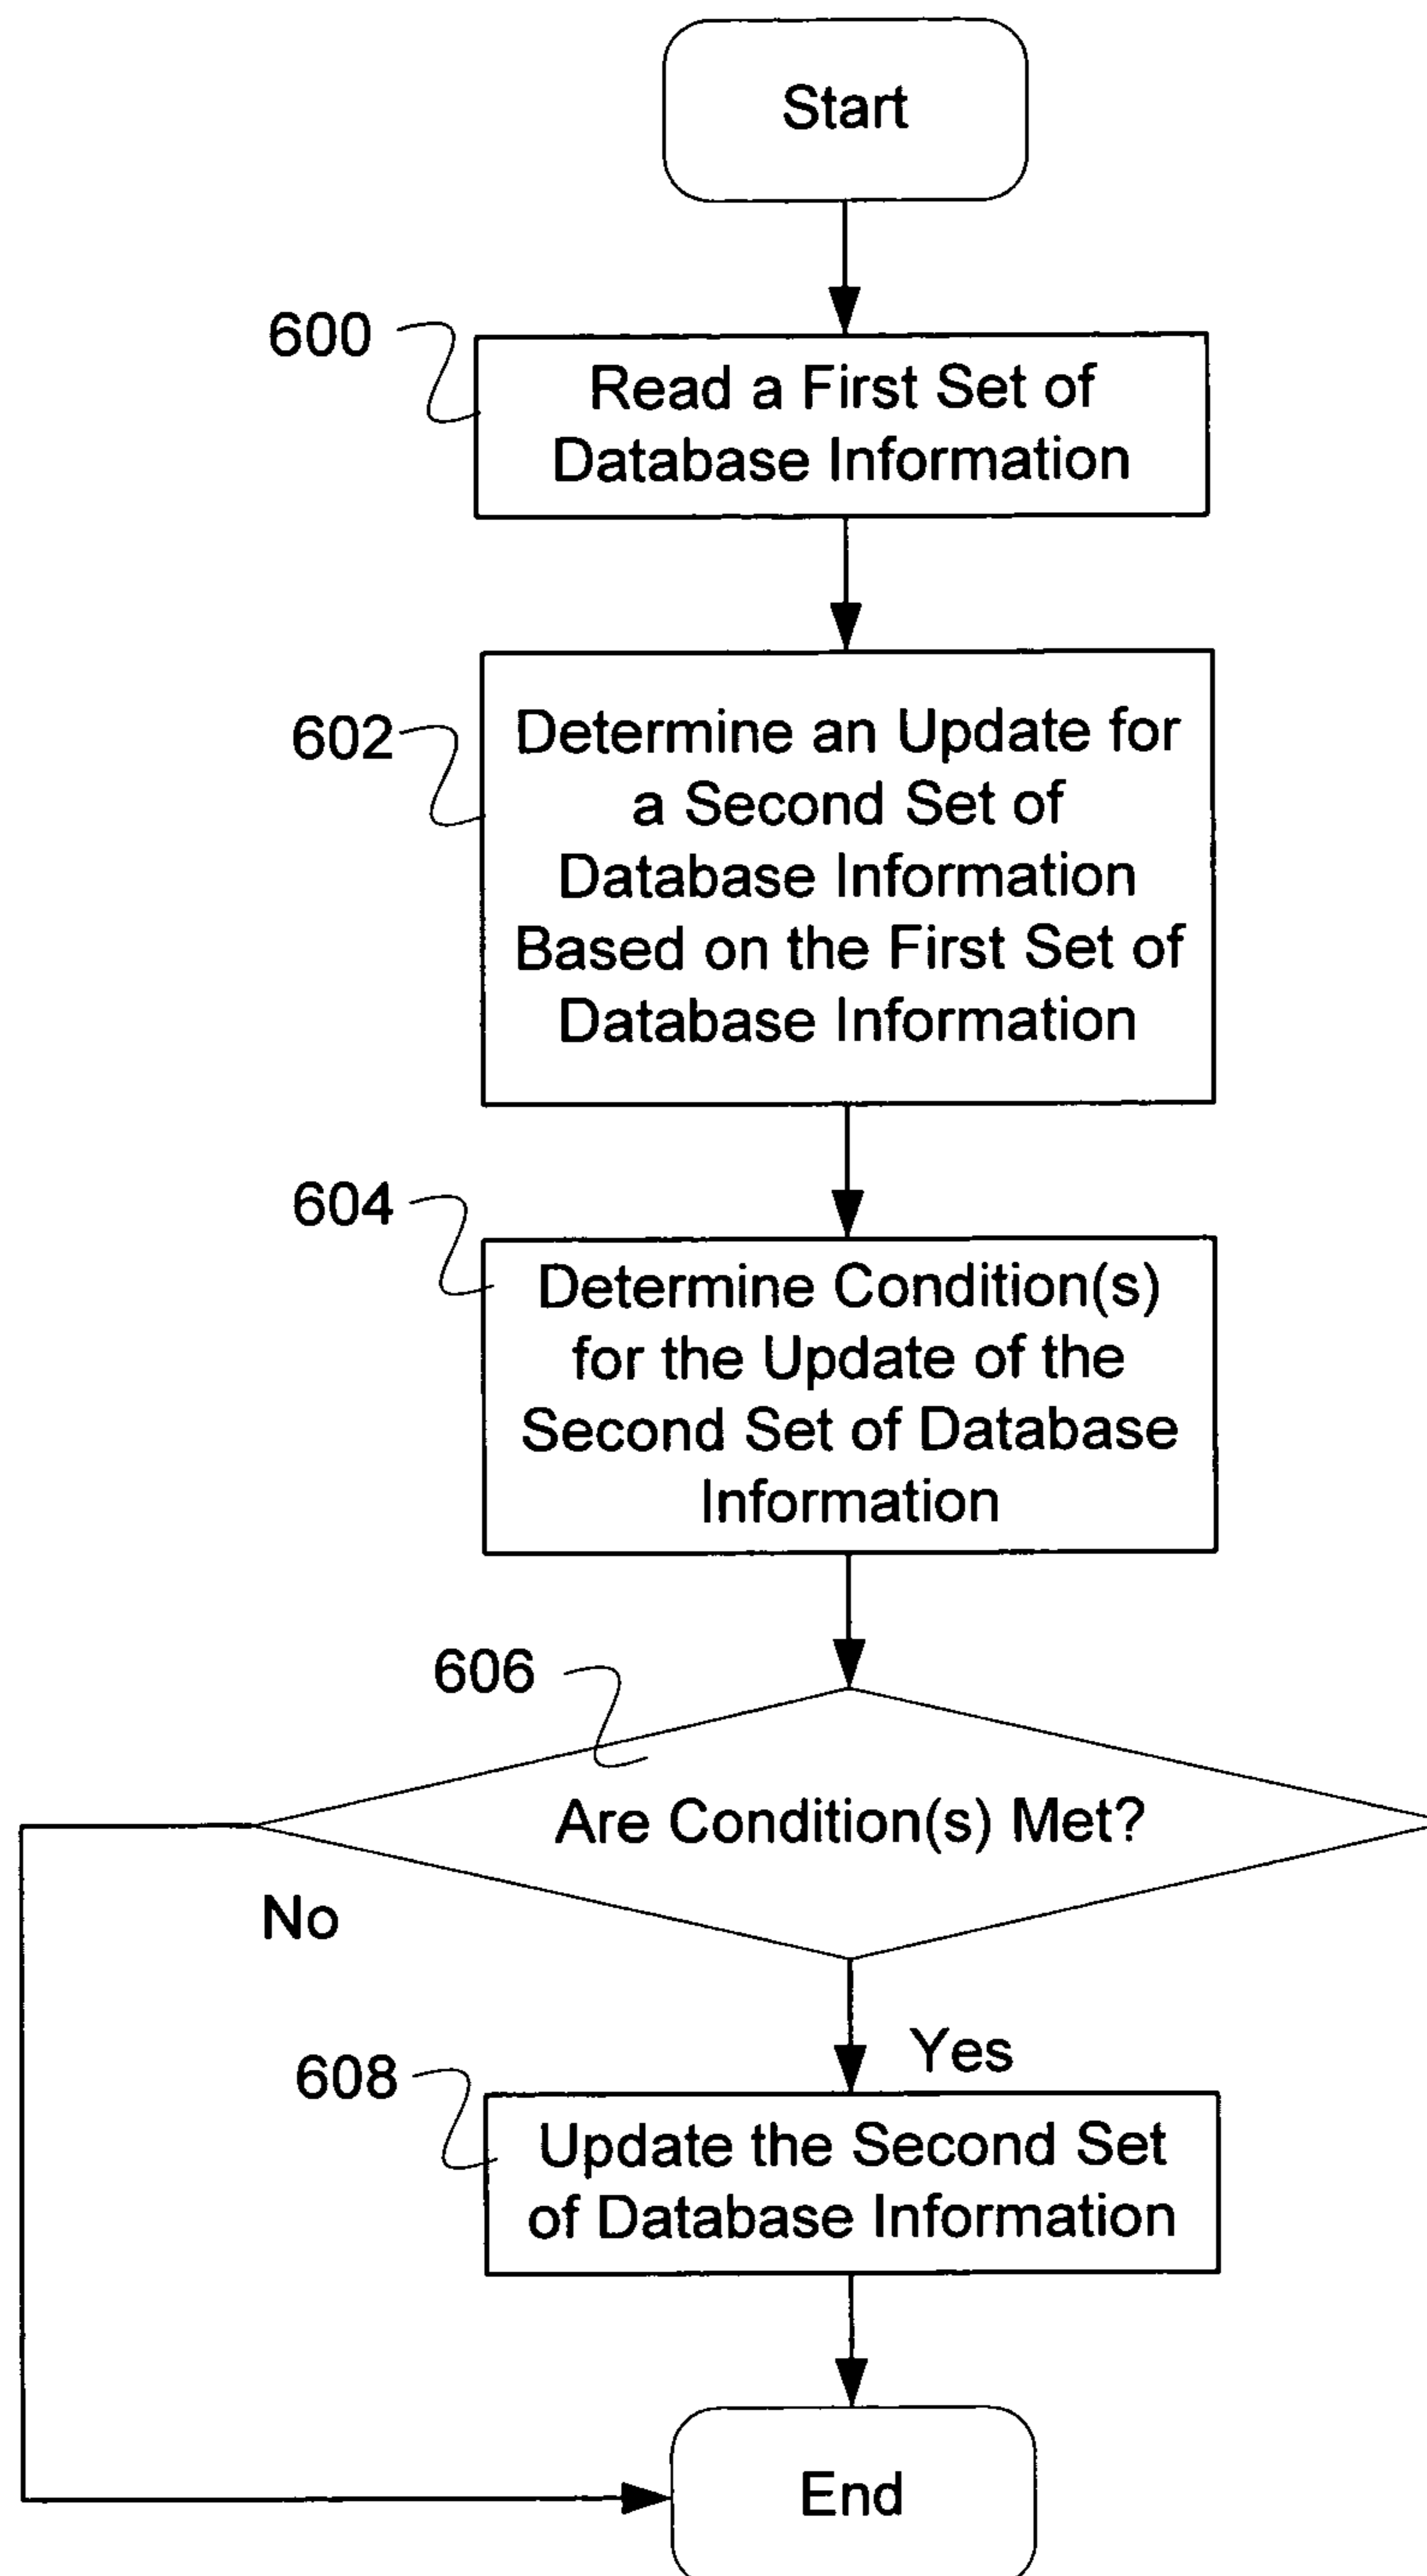 Start
600
Read a First Set of
Database Information
602
Determine an Update for
a Second Set of
Database Information
Based on the First Set of
Database Information
604
Determine Condition(s)
for the Update of the
Second Set of Database
Information
606
Are Condition(s) Met?
No
Yes
608
Update the Second Set
of Database Information
End